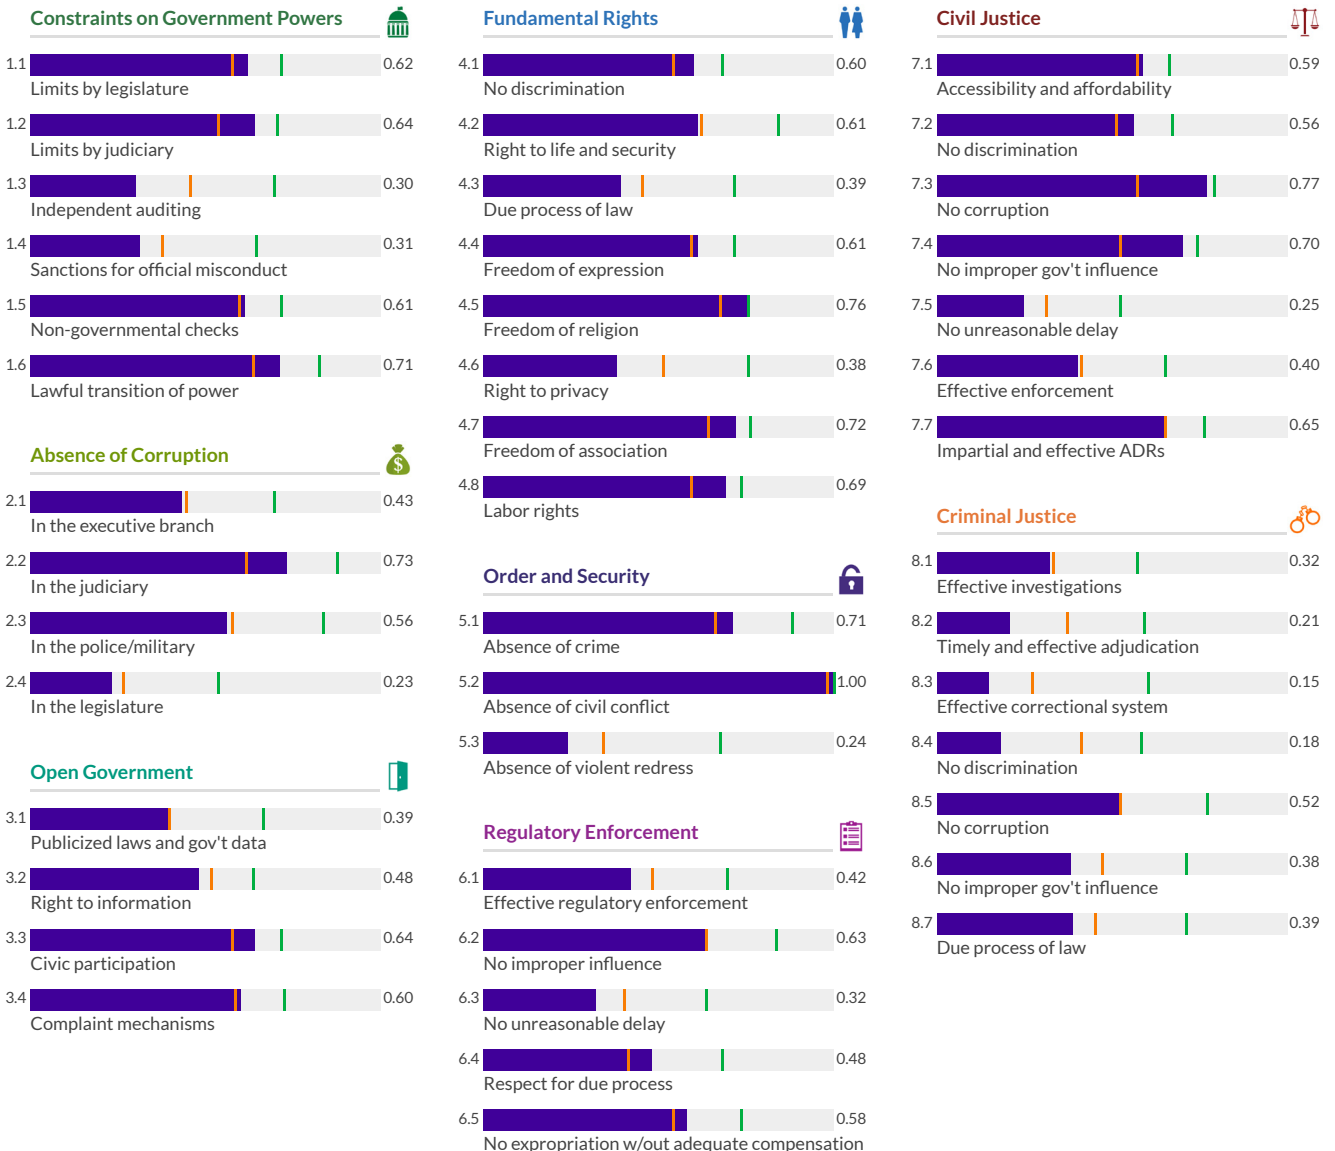 Constraints on Government Powers
1.1 0.62
Limits by legislature
1.2 0.64
Limits by judiciary
1.3 0.30
Independent auditing
1.4 0.31
Sanctions for official misconduct
1.5 0.61
Non-governmental checks
1.6 0.71
Lawful transition of power
Absence of Corruption
2.1 0.43
In the executive branch
2.2 0.73
In the judiciary
2.3 0.56
In the police/military
2.4 0.23
In the legislature
Open Government
3.1 0.39
Publicized laws and gov't data
3.2 0.48
Right to information
3.3 0.64
Civic participation
3.4 0.60
Complaint mechanisms
Fundamental Rights
4.1 0.60
No discrimination
4.2 0.61
Right to life and security
4.3 0.39
Due process of law
4.4 0.61
Freedom of expression
4.5 0.76
Freedom of religion
4.6 0.38
Right to privacy
4.7 0.72
Freedom of association
4.8 0.69
Labor rights
Order and Security
5.1 0.71
Absence of crime
5.2 1.00
Absence of civil conflict
5.3 0.24
Absence of violent redress
Regulatory Enforcement
6.1 0.42
Effective regulatory enforcement
6.2 0.63
No improper influence
6.3 0.32
No unreasonable delay
6.4 0.48
Respect for due process
6.5 0.58
No expropriation w/out adequate compensation
Civil Justice
7.1 0.59
Accessibility and affordability
7.2 0.56
No discrimination
7.3 0.77
No corruption
7.4 0.70
No improper gov't influence
7.5 0.25
No unreasonable delay
7.6 0.40
Effective enforcement
7.7 0.65
Impartial and effective ADRs
Criminal Justice
8.1 0.32
Effective investigations
8.2 0.21
Timely and effective adjudication
8.3 0.15
Effective correctional system
8.4 0.18
No discrimination
8.5 0.52
No corruption
8.6 0.38
No improper gov't influence
8.7 0.39
Due process of law